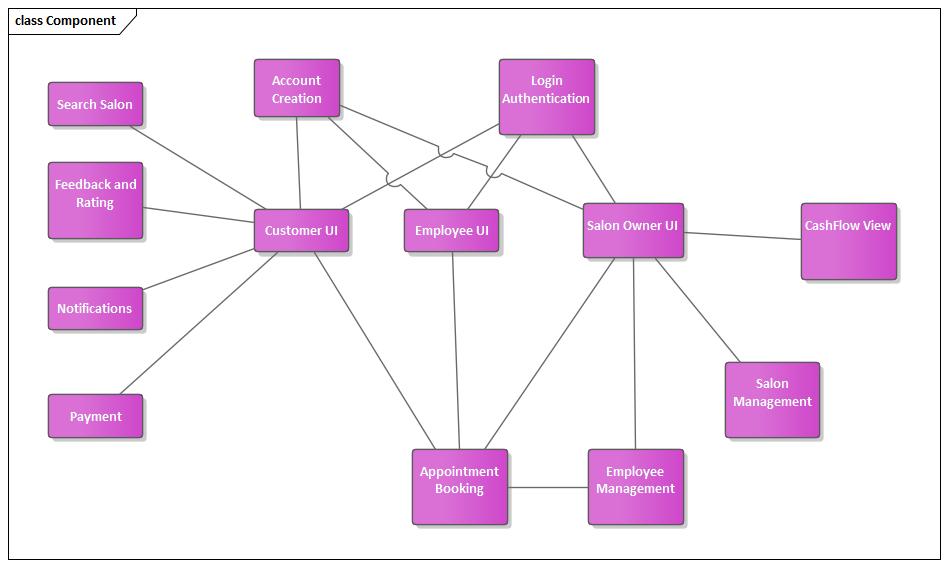 class Component
Account
Creation
Login
Authentication
Search Salon
Feedback and
Rating
Customer UI
Employee UI
Salon Owner UI
CashFlow View
Notifications
Payment
Salon
Management
Appointment
Booking
Employee
Management